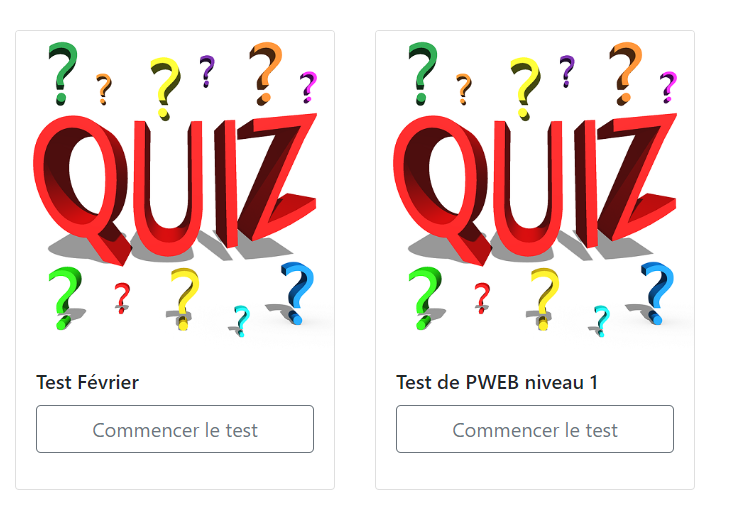 QUIZ
QUIZ
Test Février
Test de PWEB niveau 1
Commencer le test
Commencer le test